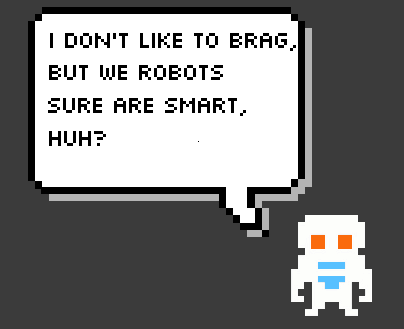 I DON'T LIKE TO BRAG,
BUT WE ROBOTS
SURE ARE SMART,
HUH?